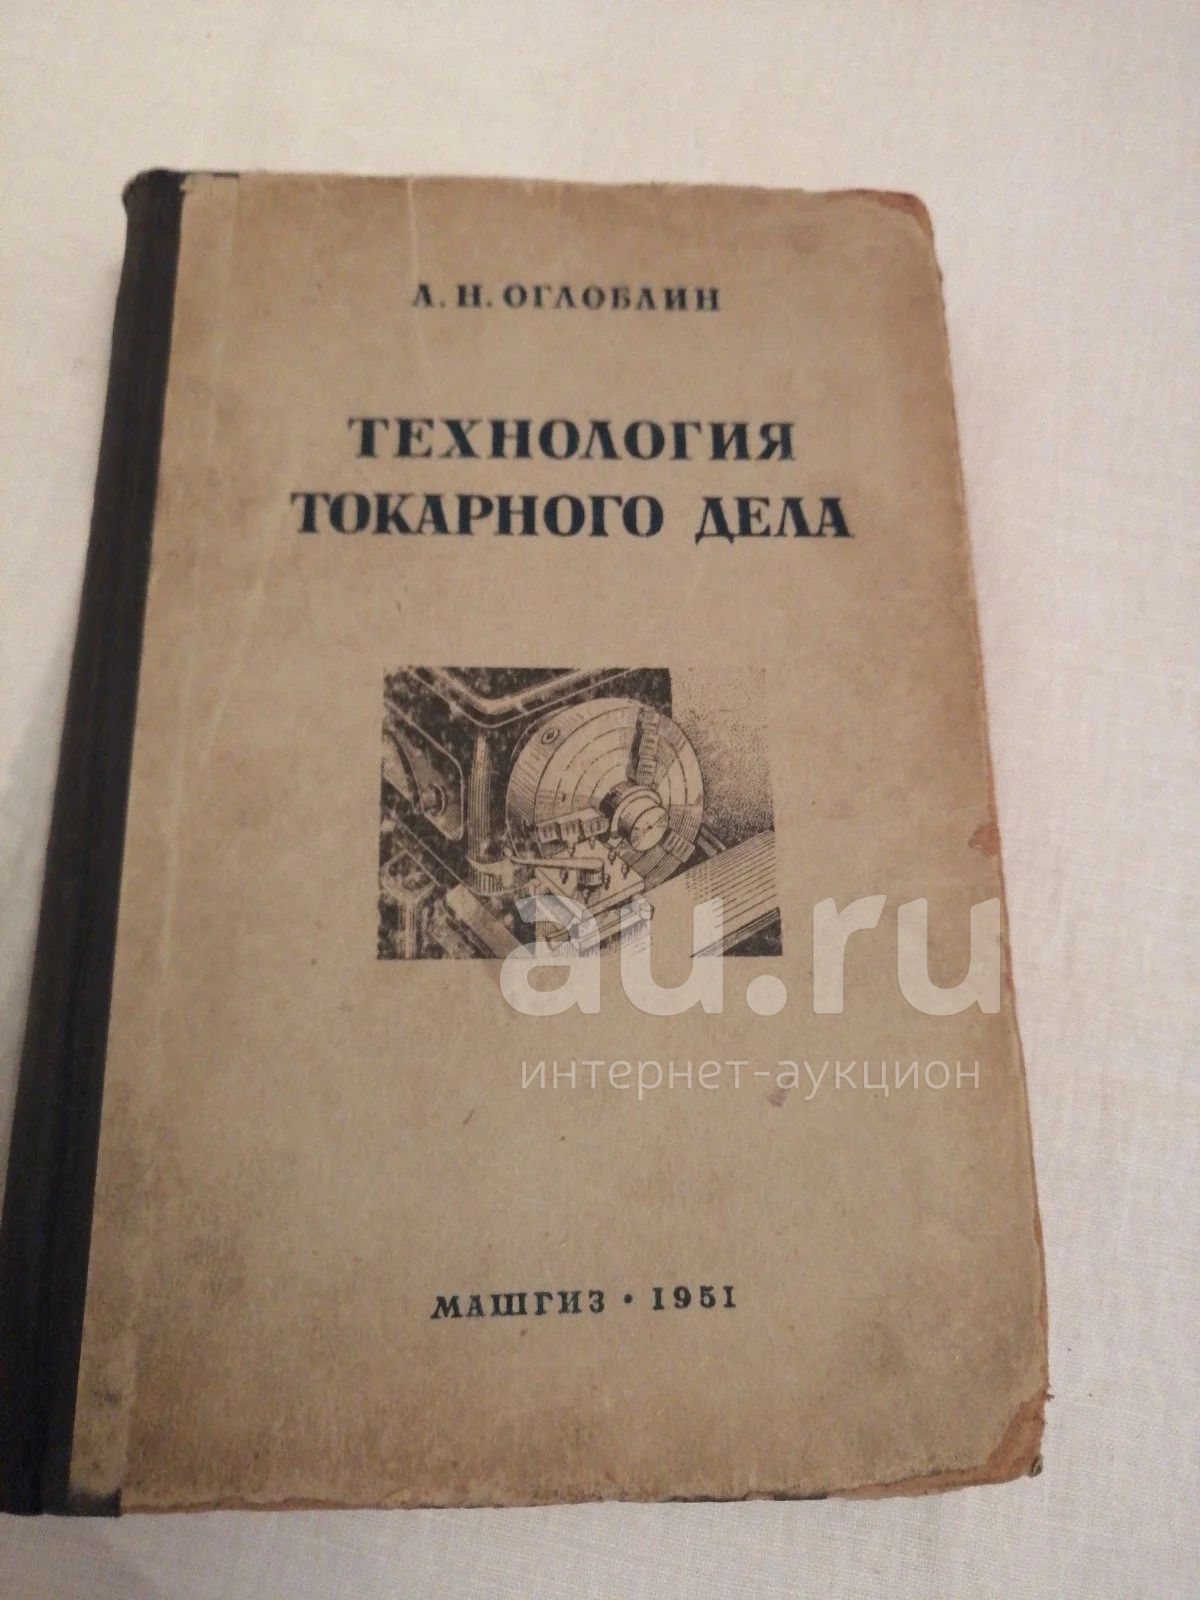 А. Н. ОГЛОБЛИН
ТЕХНОЛОГИЯ
ТОКАРНОГО ДЕЛА
au.ru
интернет-аукцион
МАШГИЗ • 1951